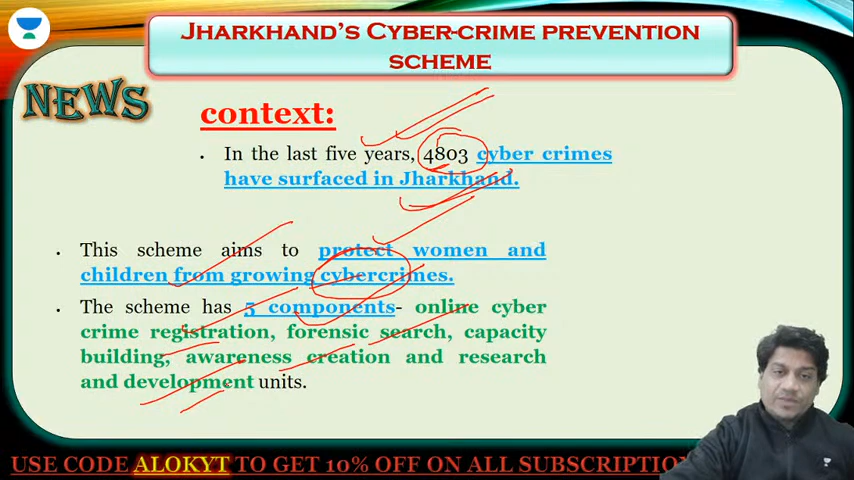 JHARKHAND'S CYBER-CRIME PREVENTION
SCHEME
NEWS
context:
• In the last five years, 4803 cyber crimes
have surfaced in Jharkhand.
• This scheme aims to protect women and
children from growing cybercrimes.
• The scheme has 5 components- online cyber
crime registration, forensic search, capacity
building, awareness creation and research
and development units.
USE CODE ALOKYT TO GET 10% OFF ON ALL SUBSCRIPTION